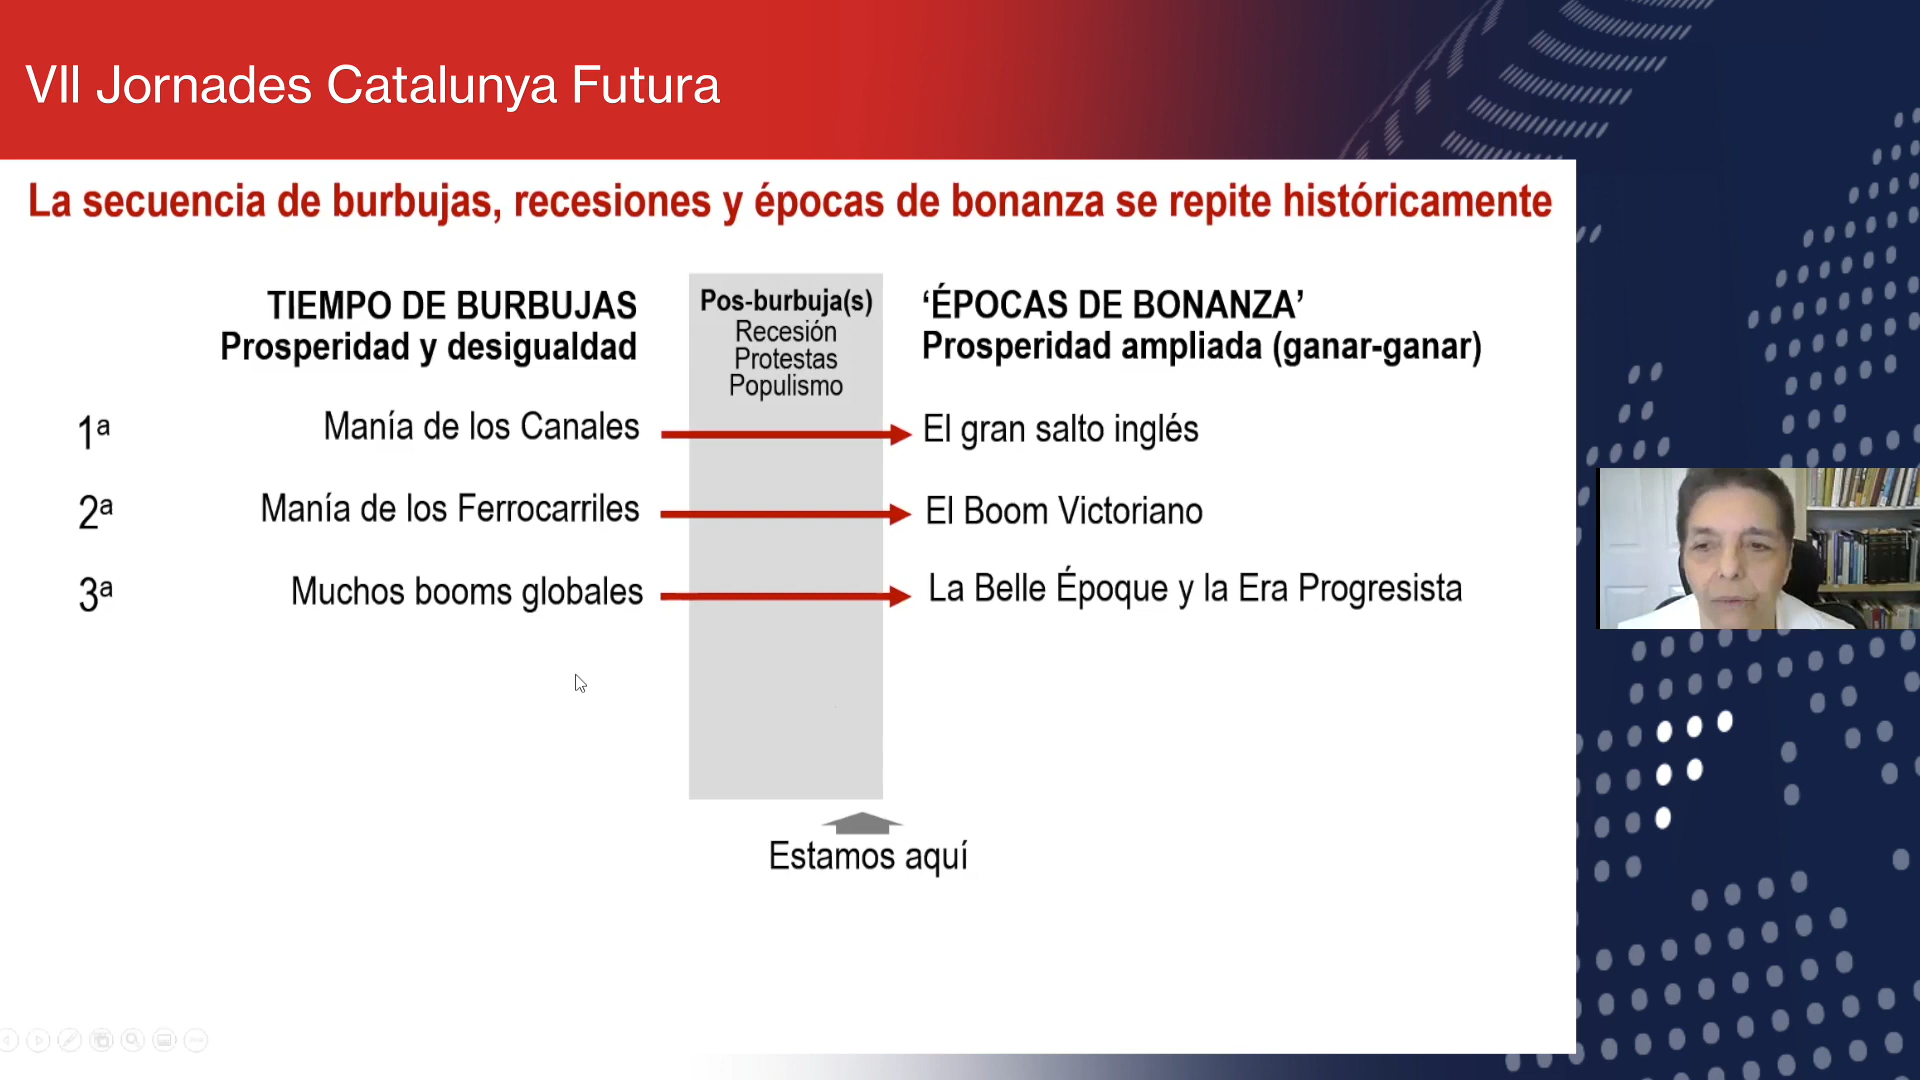 VII Jornades Catalunya Futura
La secuencia de burbujas, recesiones y épocas de bonanza se repite históricamente
TIEMPO DE BURBUJAS
Prosperidad y desigualdad
Pos-burbuja(s)
Recesión
Protestas
Populismo
‘ÉPOCAS DE BONANZA’
Prosperidad ampliada (ganar-ganar)
1ª Manía de los Canales El gran salto inglés
2ª Manía de los Ferrocarriles El Boom Victoriano
3ª Muchos booms globales La Belle Époque y la Era Progresista
Estamos aquí